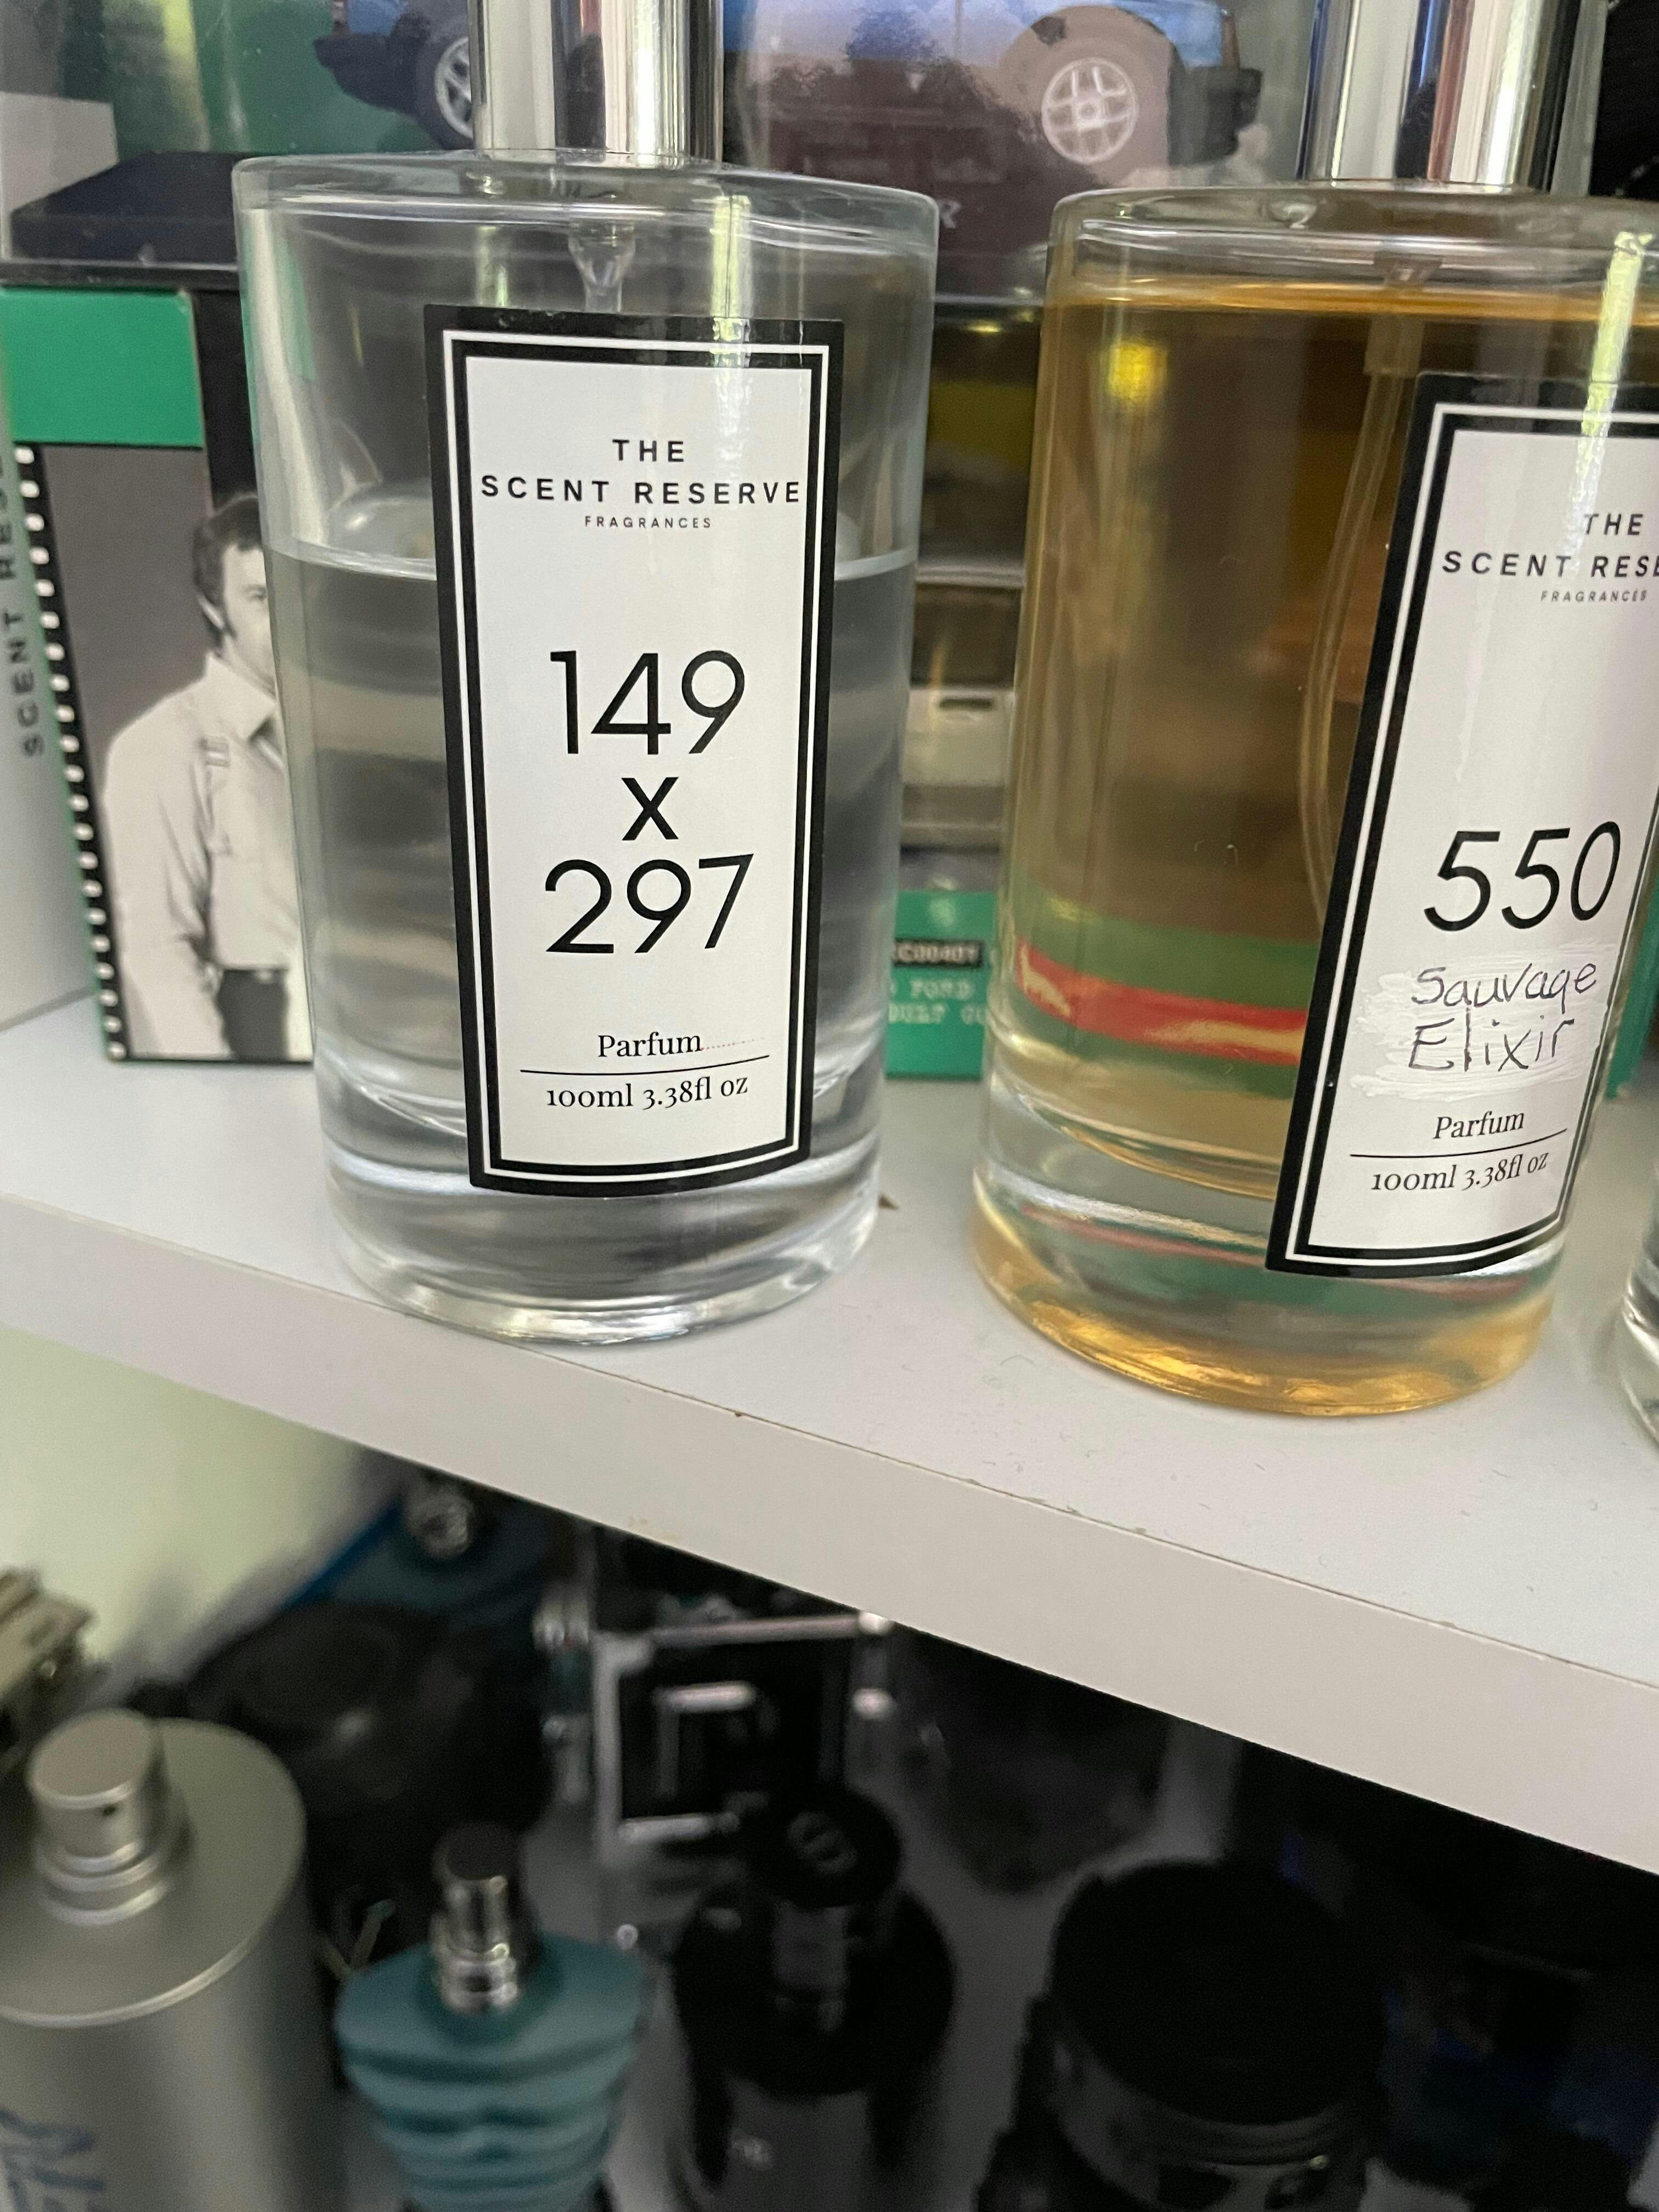 THE
SCENT RESERVE
FRAGRANCES
149
x
297
Parfum
100ml 3.38fl oz
THE
SCENT RESE
FRAGRANCES
550
Sauvage
Elixir
Parfum
100ml 3.38fl oz
SCENT
FORD